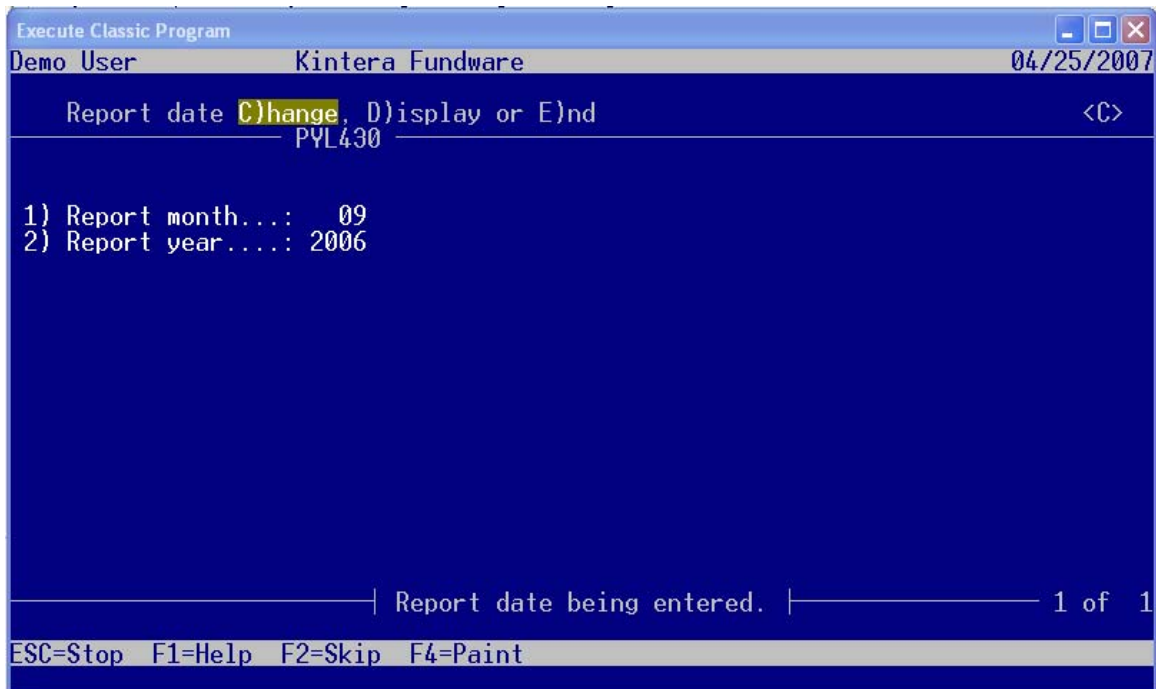 Execute Classic Program
Demo User Kintera Fundware 04/25/2007
Report date C)hange, D)isplay or E)nd <C>
PYL430
1) Report month...: 09
2) Report year....: 2006
Report date being entered. 1 of 1
ESC=Stop F1=Help F2=Skip F4=Paint